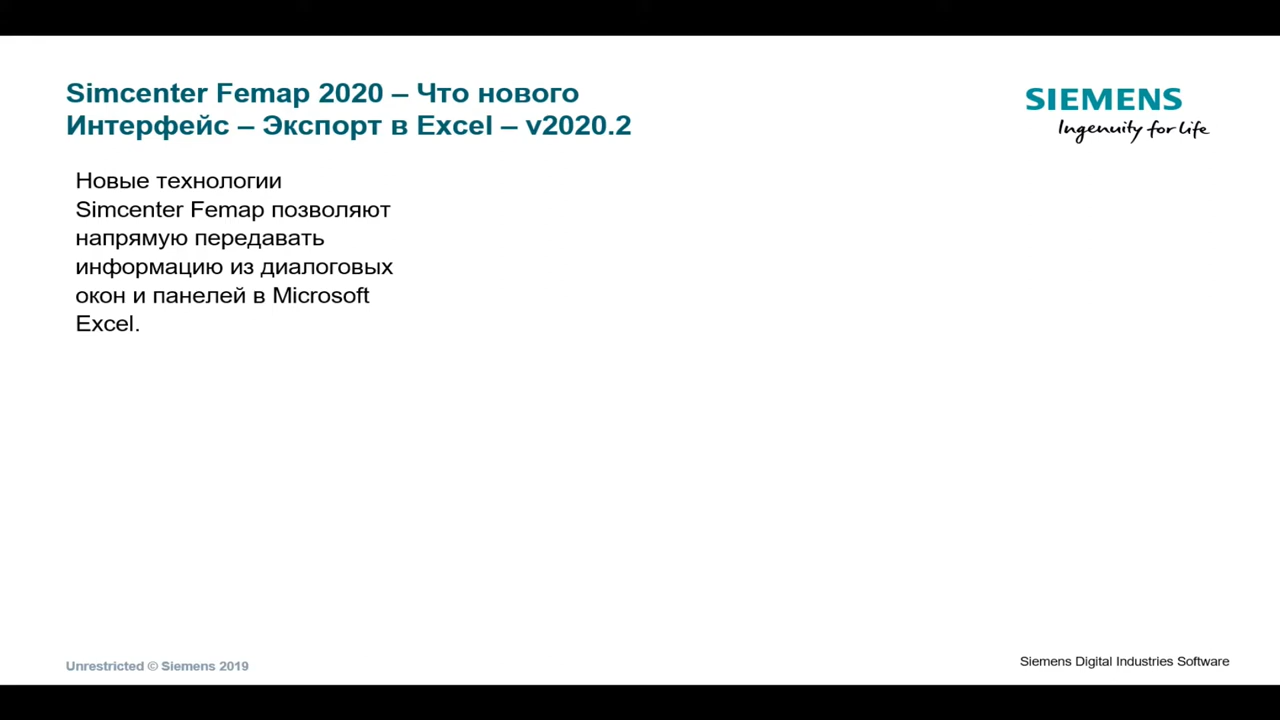 Simcenter Femap 2020 – Что нового
Интерфейс – Экспорт в Excel – v2020.2
SIEMENS
Ingenuity for life
Новые технологии
Simcenter Femap позволяют
напрямую передавать
информацию из диалоговых
окон и панелей в Microsoft
Excel.
Unrestricted © Siemens 2019
Siemens Digital Industries Software